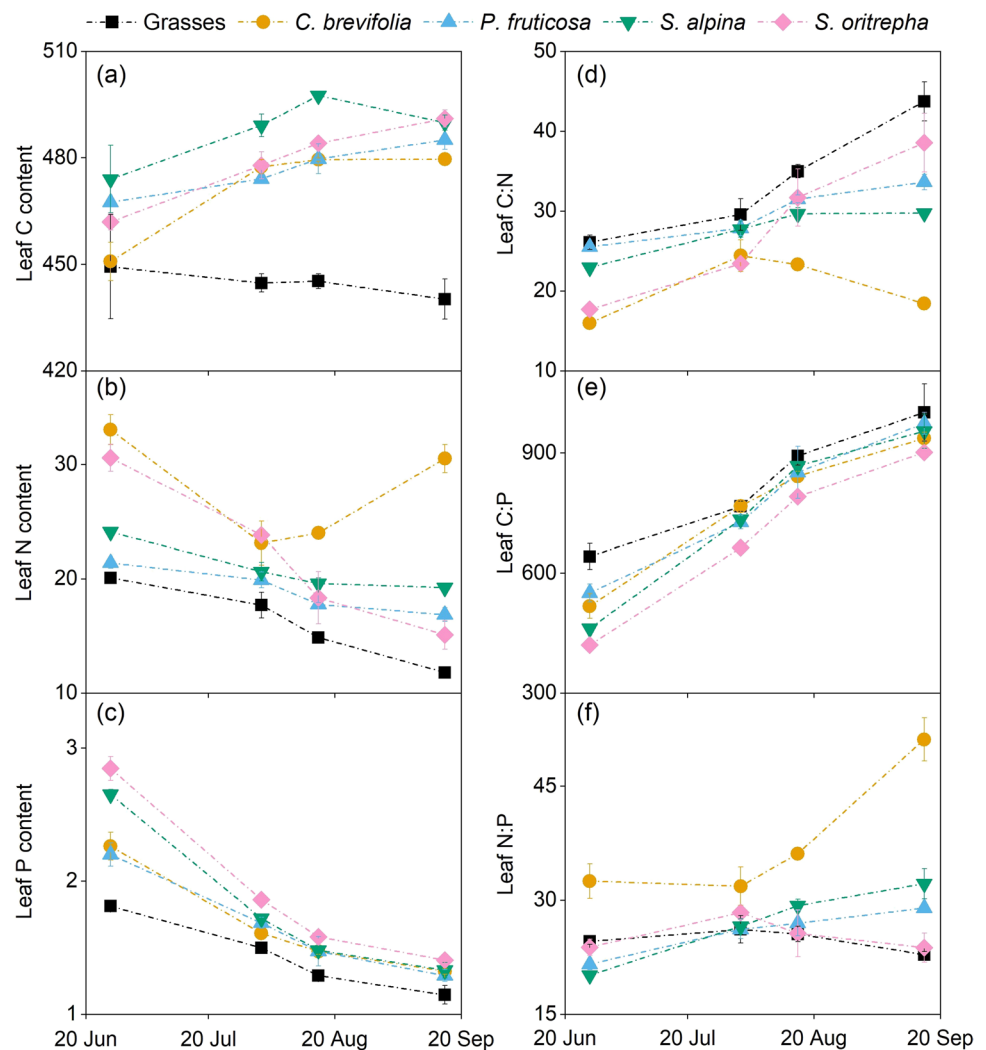 Grasses C. brevifolia P. fruticosa S. alpina S. oritrepha
(a)
Leaf C content
510
480
450
420
(d)
Leaf C:N
50
40
30
20
10
(b)
Leaf N content
30
20
10
(e)
Leaf C:P
900
600
300
(c)
Leaf P content
3
2
1
20 Jun 20 Jul 20 Aug 20 Sep
(f)
Leaf N:P
45
30
15
20 Jun 20 Jul 20 Aug 20 Sep